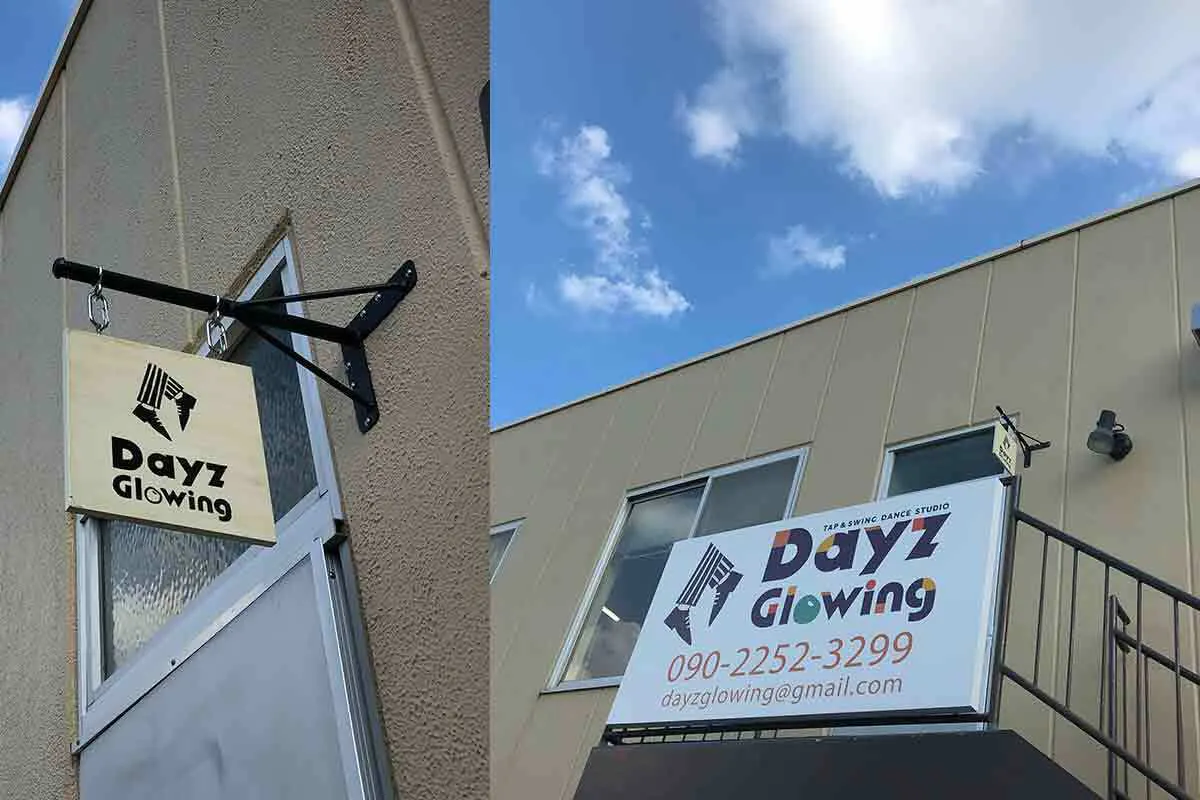 Dayz
Glowing
TAP & SWING DANCE STUDIO
Dayz
Glowing
090-2252-3299
dayzglowing@gmail.com